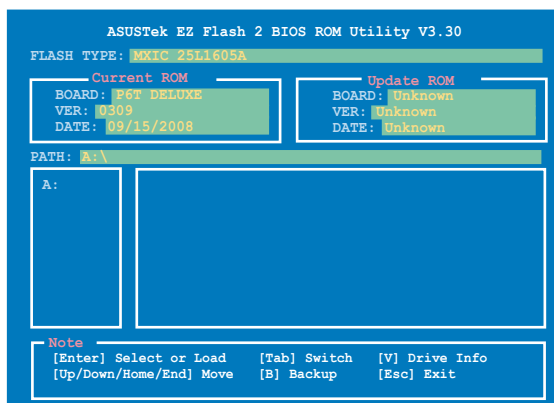 ASUSTek EZ Flash 2 BIOS ROM Utility V3.30
FLASH TYPE: MXIC 25L1605A
Current ROM
BOARD: P6T DELUXE
VER: 0309
DATE: 09/15/2008
Update ROM
BOARD: Unknown
VER: Unknown
DATE: Unknown
PATH: A:\
A:
Note
[Enter] Select or Load [Tab] Switch [V] Drive Info
[Up/Down/Home/End] Move [B] Backup [Esc] Exit